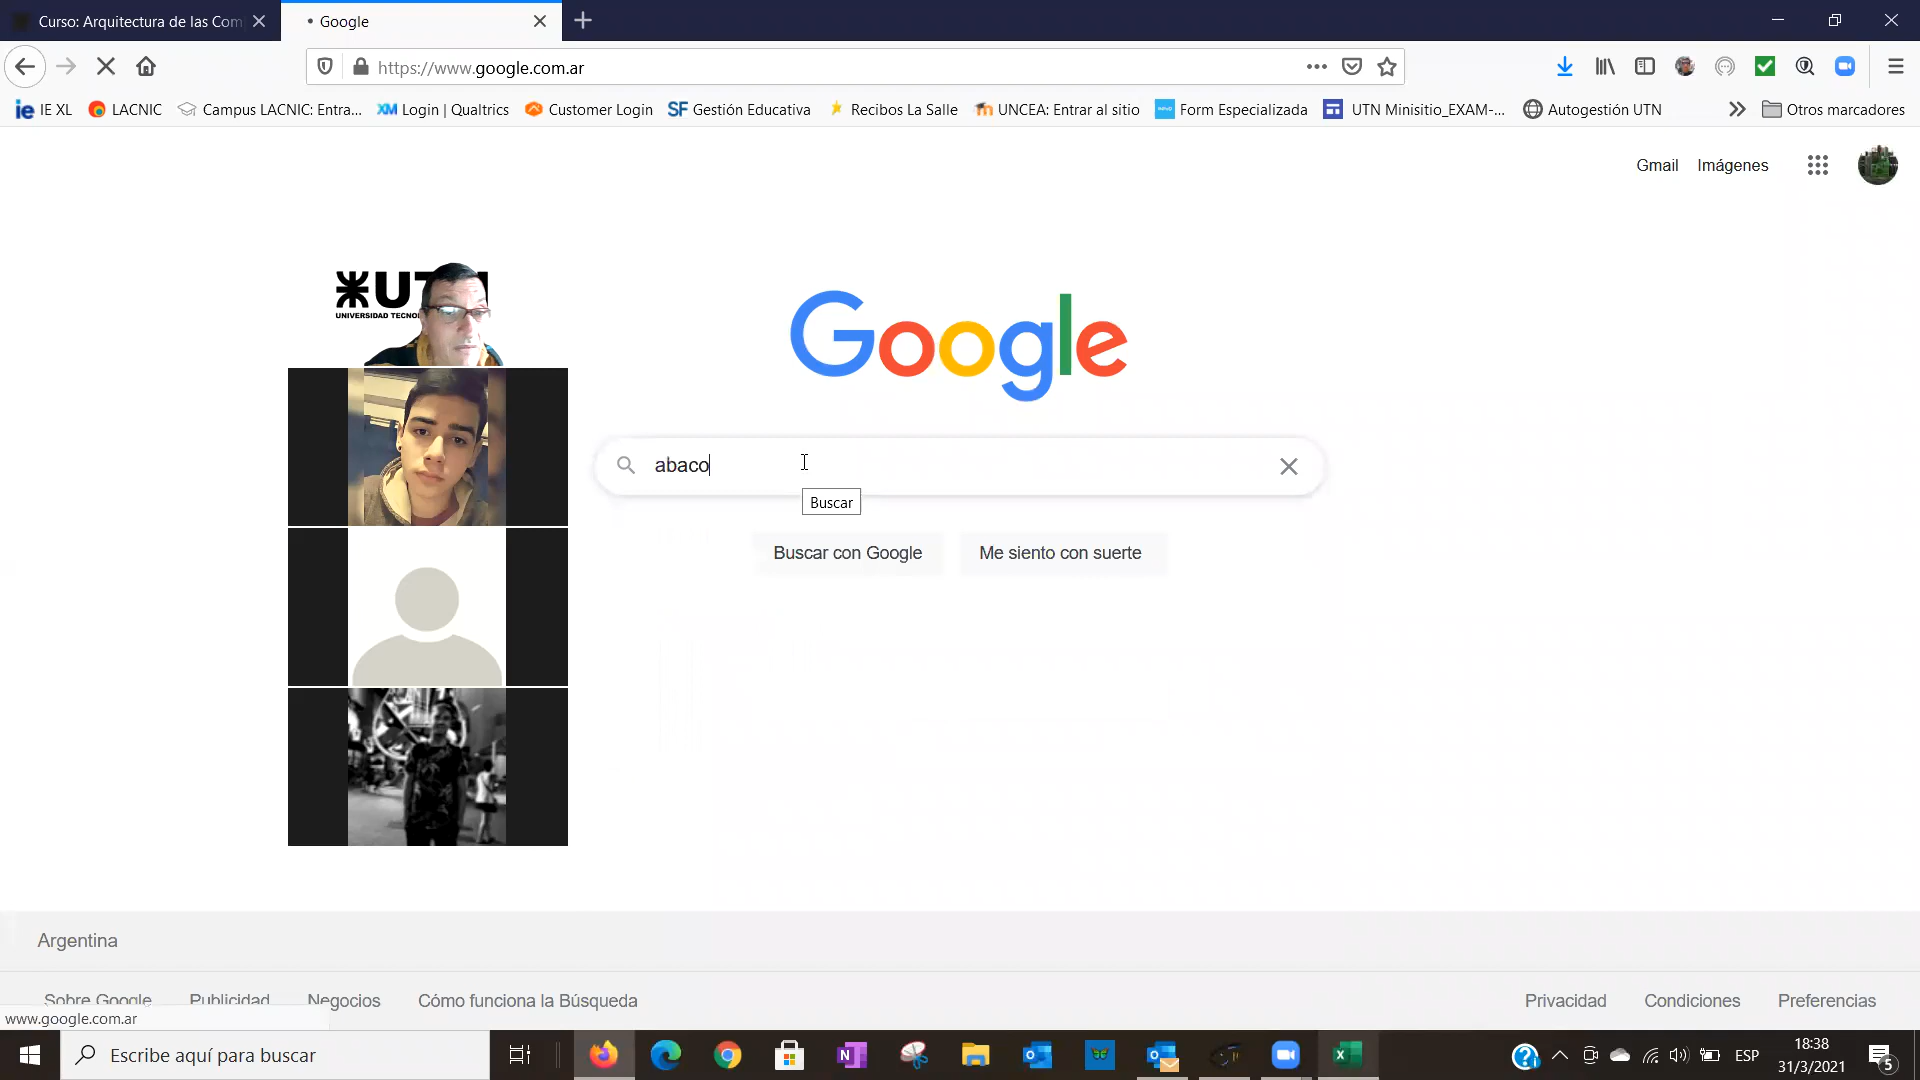 Curso: Arquitectura de las Com
Google
https://www.google.com.ar
IE XL
LACNIC
Campus LACNIC: Entra...
XM Login | Qualtrics
Customer Login
SF Gestión Educativa
Recibos La Salle
UNCEA: Entrar al sitio
Form Especializada
UTN Minisitio_EXAM-...
Autogestión UTN
Otros marcadores
Gmail
Imágenes
UNIVERSIDAD TECNO
Google
abaco
Buscar
Buscar con Google
Me siento con suerte
Argentina
Sobre Google
Publicidad
Negocios
Cómo funciona la Búsqueda
Privacidad
Condiciones
Preferencias
www.google.com.ar
Escribe aquí para buscar
ESP
18:38
31/3/2021
5